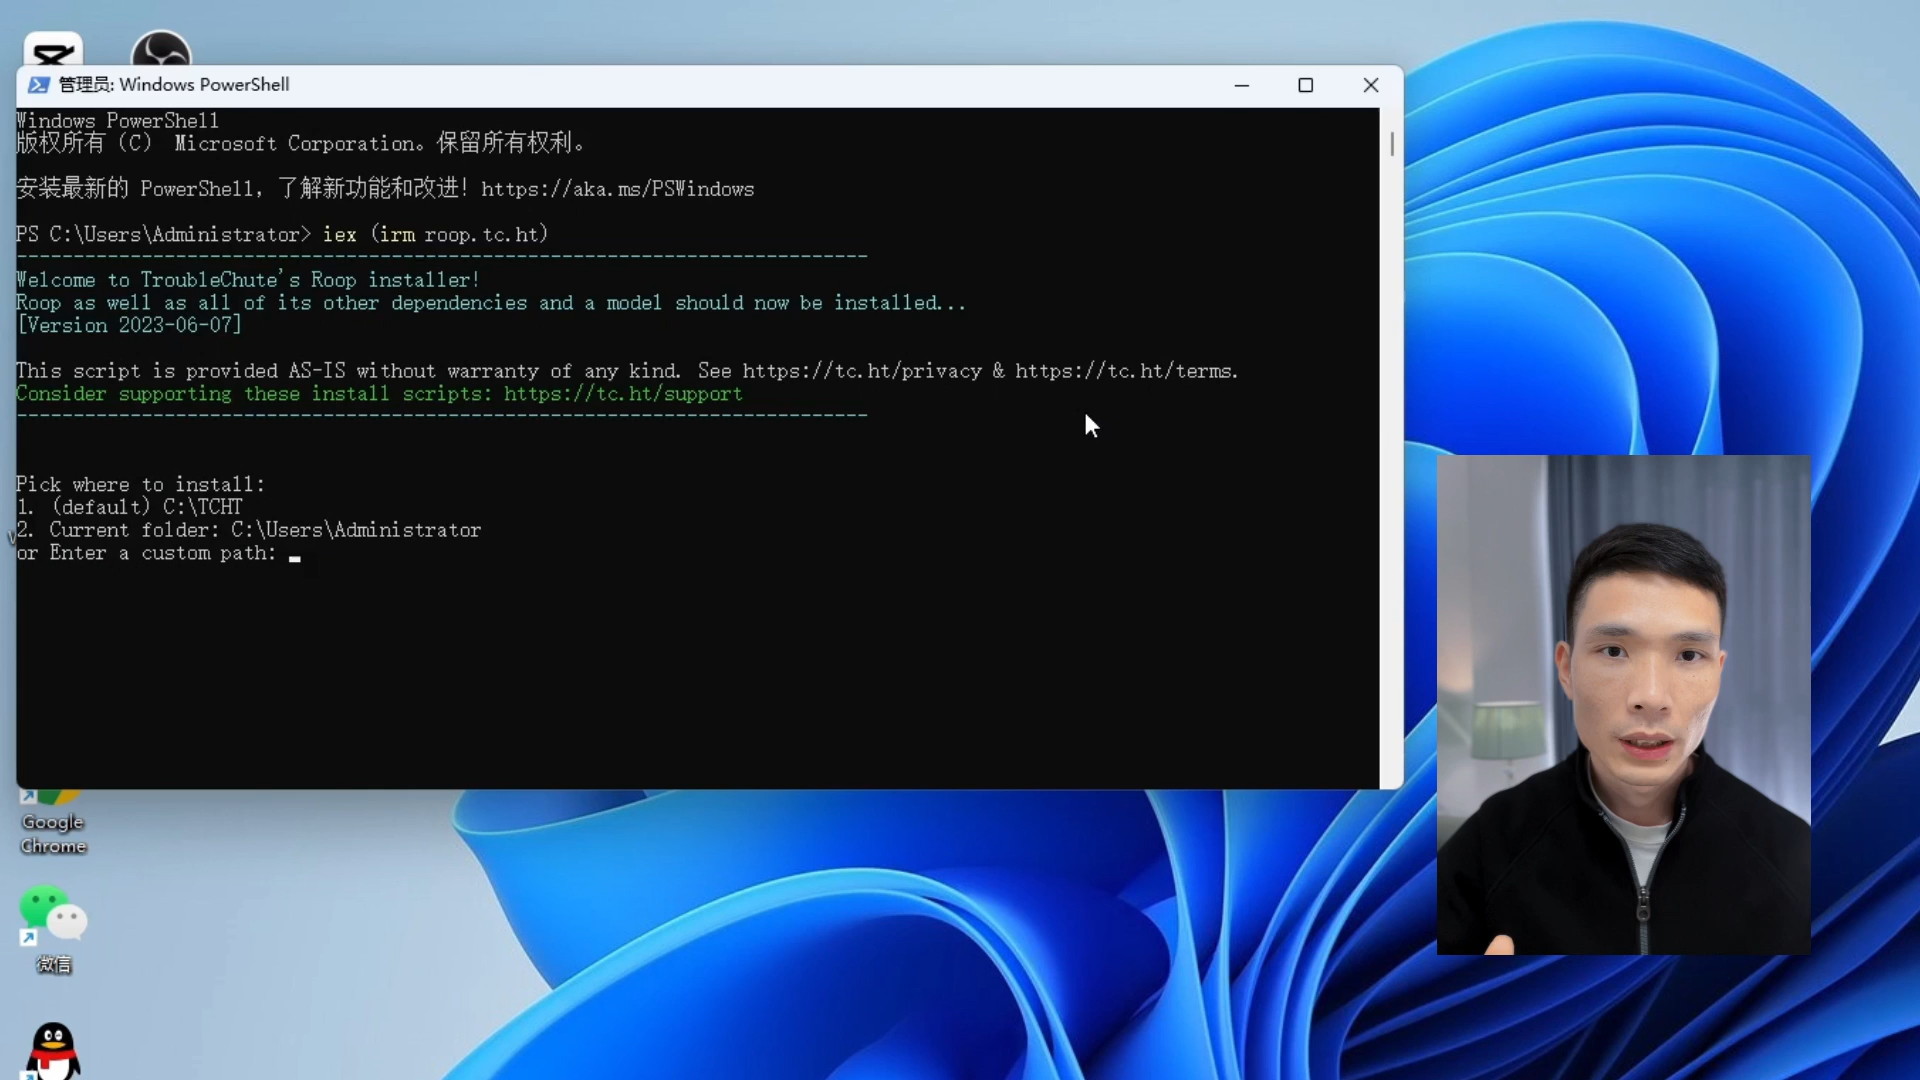 管理员: Windows PowerShell
Windows PowerShell
版权所有 (C) Microsoft Corporation。保留所有权利。
安装最新的 PowerShell，了解新功能和改进！https://aka.ms/PSWindows
PS C:\Users\Administrator> iex (irm roop.tc.ht)
---------------------------------------------------------------------------
Welcome to TroubleChute's Roop installer!
Roop as well as all of its other dependencies and a model should now be installed...
[Version 2023-06-07]
This script is provided AS-IS without warranty of any kind. See https://tc.ht/privacy & https://tc.ht/terms.
Consider supporting these install scripts: https://tc.ht/support
---------------------------------------------------------------------------
Pick where to install:
1. (default) C:\TCHT
2. Current folder: C:\Users\Administrator
or Enter a custom path:
Google
Chrome
微信